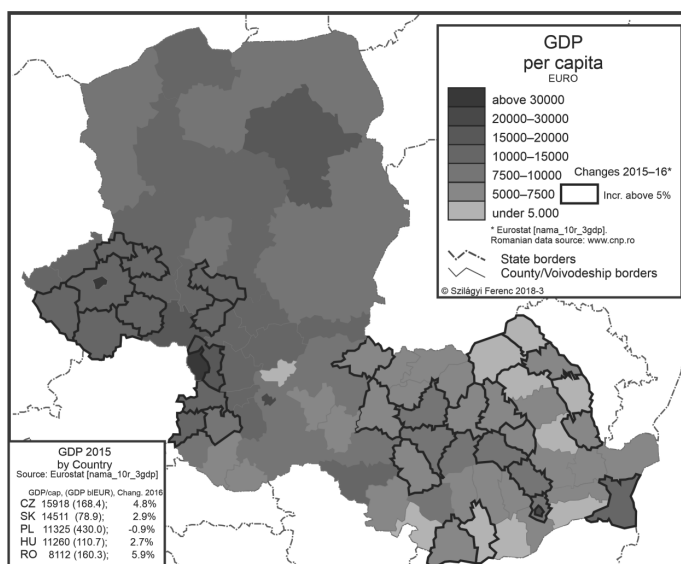 GDP
per capita
EURO
above 30000
20000–30000
15000–20000
10000–15000
7500–10000
5000–7500
under 5.000
Changes 2015–16*
Incr. above 5%
* Eurostat [nama_10r_3gdp].
Romanian data source: www.cnp.ro
State borders
County/Voivodeship borders
© Szilágyi Ferenc 2018-3
GDP 2015
by Country
Source: Eurostat [nama_10r_3gdp]
GDP/cap, (GDP blEUR), Chang. 2016
CZ 15918 (168.4); 4.8%
SK 14511 (78.9); 2.9%
PL 11325 (430.0); -0.9%
HU 11260 (110.7); 2.7%
RO 8112 (160.3); 5.9%